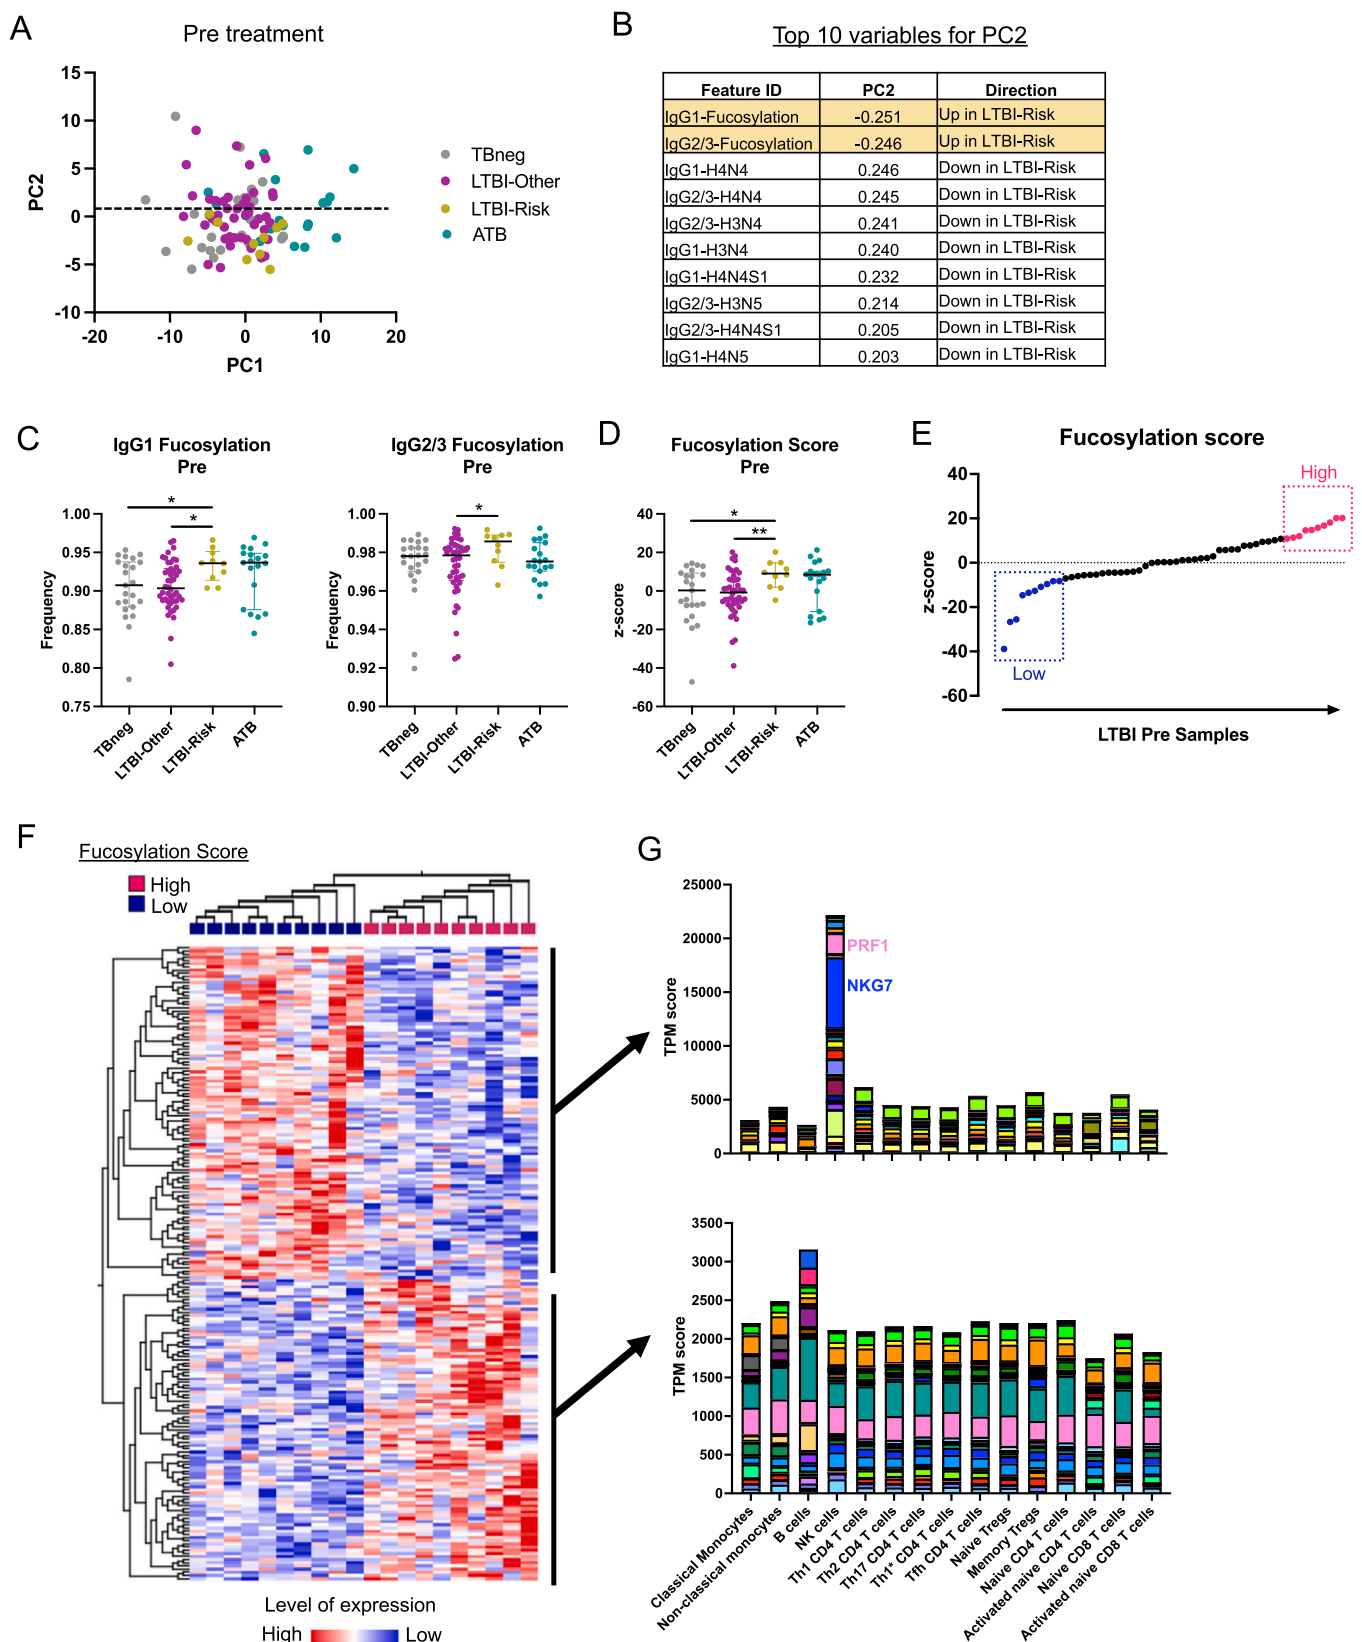 A
Pre treatment
15
10
5
0
-5
-10
PC2
-20
-10
0
10
20
PC1
TBneg
LTBI-Other
LTBI-Risk
ATB
B
Top 10 variables for PC2
Feature ID PC2 Direction
IgG1-Fucosylation -0.251 Up in LTBI-Risk
IgG2/3-Fucosylation -0.246 Up in LTBI-Risk
IgG1-H4N4 0.246 Down in LTBI-Risk
IgG2/3-H4N4 0.245 Down in LTBI-Risk
IgG2/3-H3N4 0.241 Down in LTBI-Risk
IgG1-H3N4 0.240 Down in LTBI-Risk
IgG1-H4N4S1 0.232 Down in LTBI-Risk
IgG2/3-H3N5 0.214 Down in LTBI-Risk
IgG2/3-H4N4S1 0.205 Down in LTBI-Risk
IgG1-H4N5 0.203 Down in LTBI-Risk
C
IgG1 Fucosylation
Pre
*
*
1.00
0.95
0.90
0.85
0.80
0.75
Frequency
TBneg
LTBI-Other
LTBI-Risk
ATB
IgG2/3 Fucosylation
Pre
*
1.00
0.98
0.96
0.94
0.92
0.90
Frequency
TBneg
LTBI-Other
LTBI-Risk
ATB
D
Fucosylation Score
Pre
*
**
40
20
0
-20
-40
-60
z-score
TBneg
LTBI-Other
LTBI-Risk
ATB
E
Fucosylation score
40
20
0
-20
-40
-60
z-score
High
Low
LTBI Pre Samples
F
Fucosylation Score
High
Low
Level of expression
High Low
G
25000
20000
15000
10000
5000
0
TPM score
PRF1
NKG7
3500
3000
2500
2000
1500
1000
500
0
TPM score
Classical Monocytes
Non-classical monocytes
B cells
NK cells
Th1 CD4 T cells
Th2 CD4 T cells
Th17 CD4 T cells
Th1* CD4 T cells
Tfh CD4 T cells
Naive Tregs
Memory Tregs
Naive CD4 T cells
Activated naive CD4 T cells
Naive CD8 T cells
Activated naive CD8 T cells